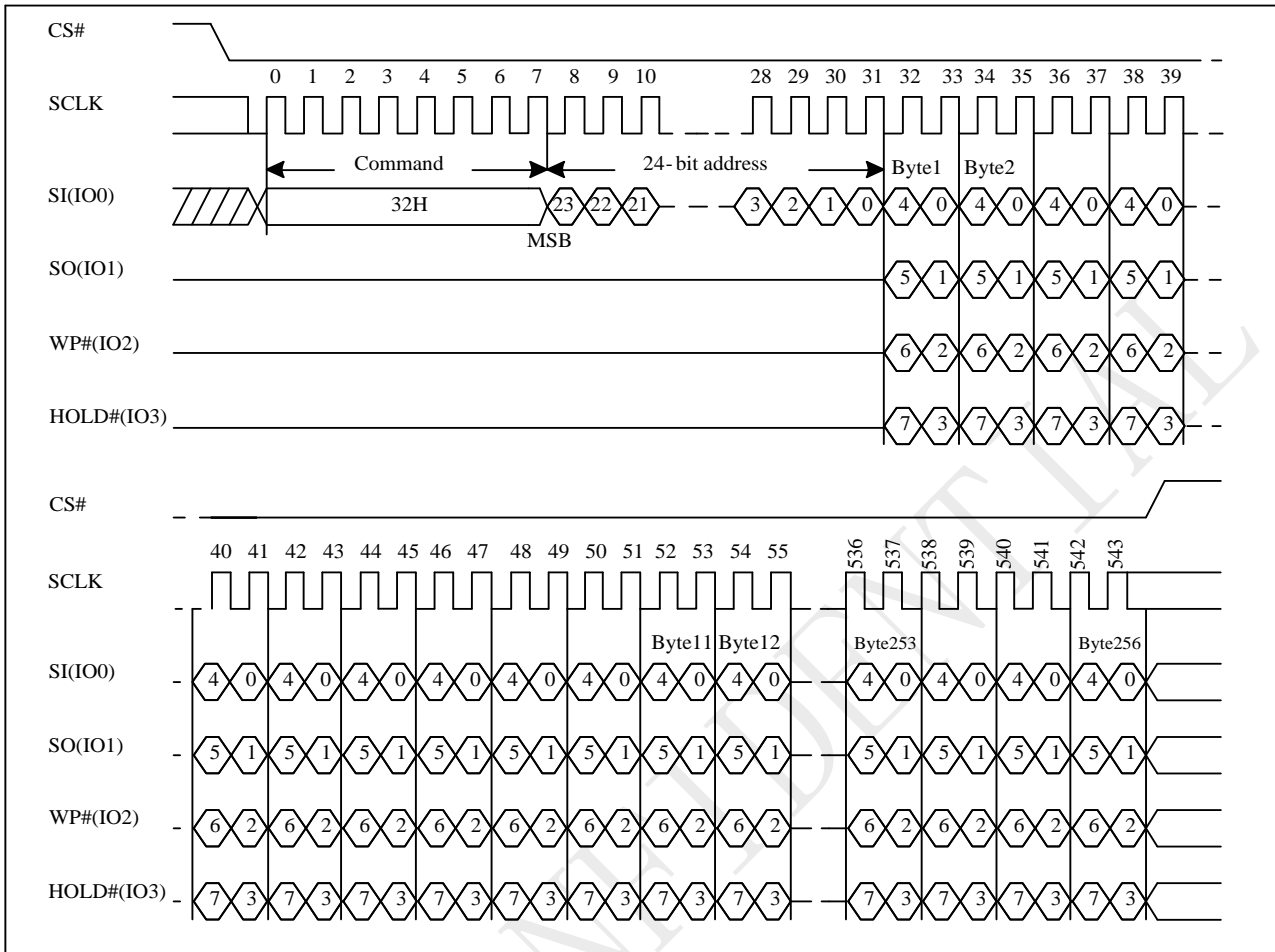 CS#
0 1 2 3 4 5 6 7 8 9 10 28 29 30 31 32 33 34 35 36 37 38 39
SCLK
Command 24-bit address Byte1 Byte2
SI(IO0) 32H 23 22 21 3 2 1 0 4 0 4 0 4 0 4 0
MSB
SO(IO1) 5 1 5 1 5 1 5 1
WP#(IO2) 6 2 6 2 6 2 6 2
HOLD#(IO3) 7 3 7 3 7 3 7 3
CS#
40 41 42 43 44 45 46 47 48 49 50 51 52 53 54 55 536 537 538 539 540 541 542 543
SCLK
Byte11 Byte12 Byte253 Byte256
SI(IO0) 4 0 4 0 4 0 4 0 4 0 4 0 4 0 4 0 4 0 4 0 4 0 4 0
SO(IO1) 5 1 5 1 5 1 5 1 5 1 5 1 5 1 5 1 5 1 5 1 5 1 5 1
WP#(IO2) 6 2 6 2 6 2 6 2 6 2 6 2 6 2 6 2 6 2 6 2 6 2 6 2
HOLD#(IO3) 7 3 7 3 7 3 7 3 7 3 7 3 7 3 7 3 7 3 7 3 7 3 7 3
NFIDENTIAL